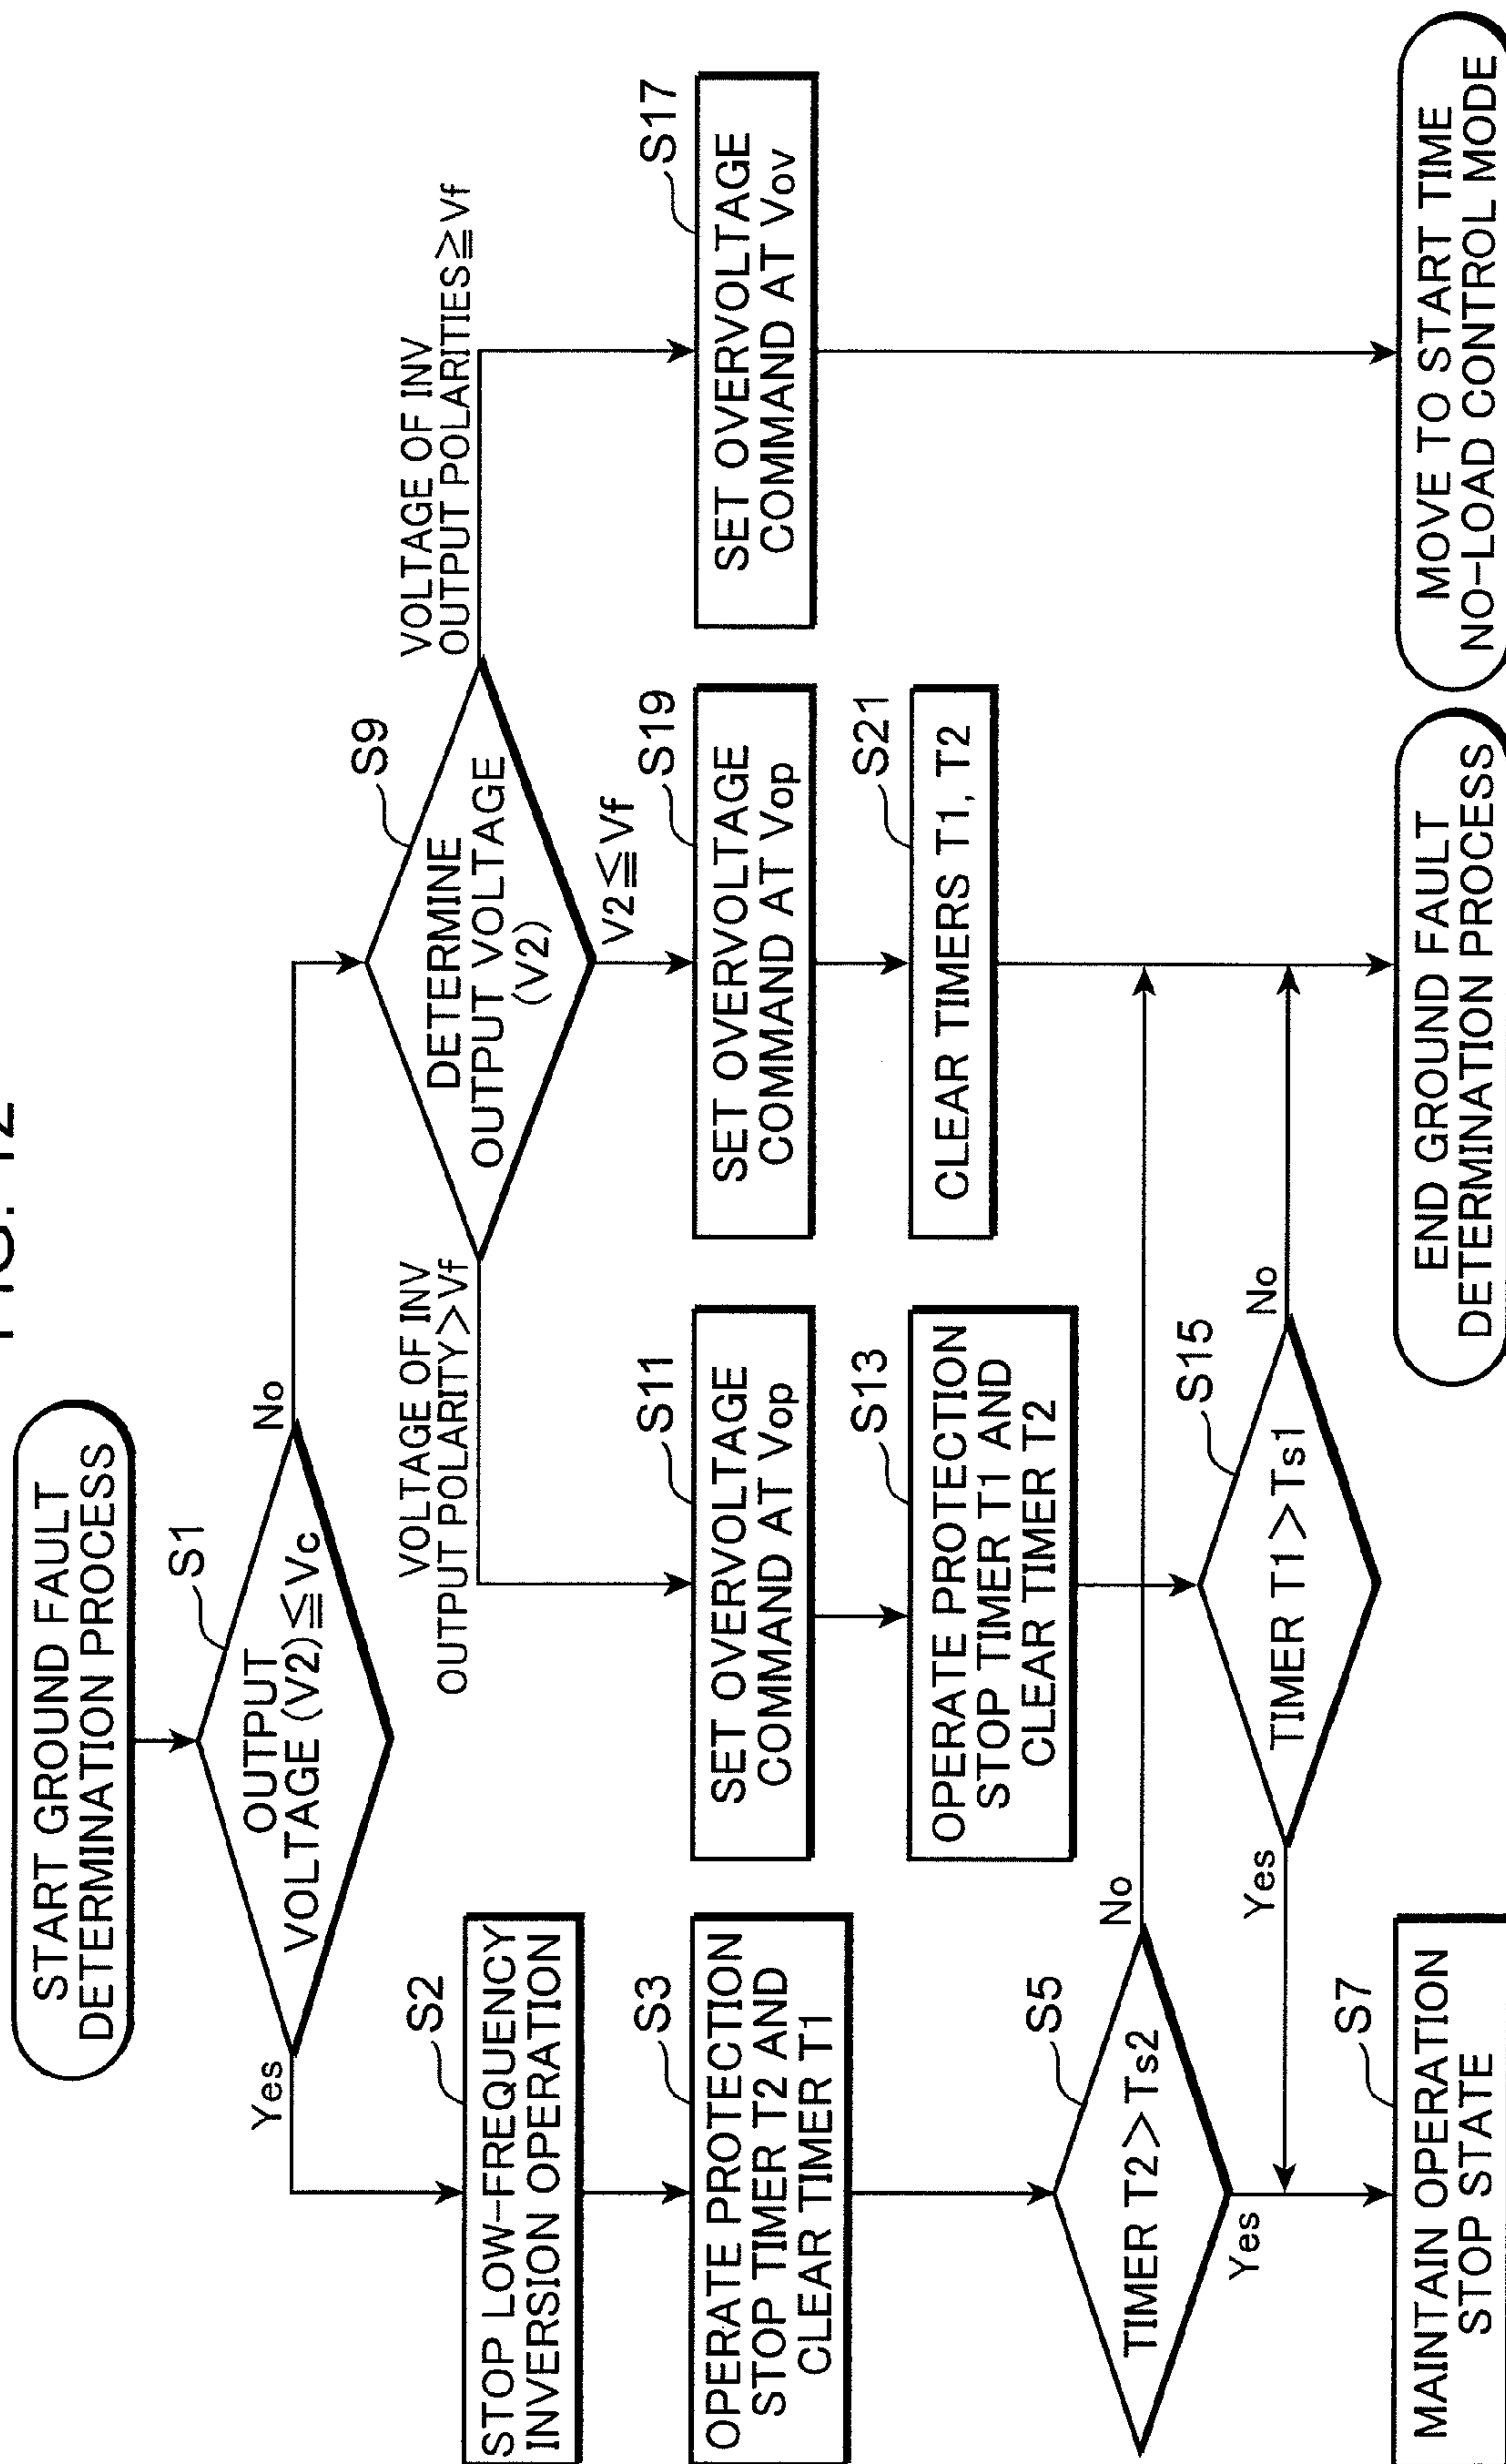 FIG. 12
START GROUND FAULT
DETERMINATION PROCESS
S1
OUTPUT
VOLTAGE (V2)≦Vc
Yes
No
S2
STOP LOW-FREQUENCY
INVERSION OPERATION
S3
OPERATE PROTECTION
STOP TIMER T2 AND
CLEAR TIMER T1
S5
TIMER T2>Ts2
No
Yes
S7
MAINTAIN OPERATION
STOP STATE
S9
DETERMINE
OUTPUT VOLTAGE
(V2)
VOLTAGE OF INV
OUTPUT POLARITY>Vf
V2≦Vf
VOLTAGE OF INV
OUTPUT POLARITIES≧Vf
S11
SET OVERVOLTAGE
COMMAND AT Vop
S13
OPERATE PROTECTION
STOP TIMER T1 AND
CLEAR TIMER T2
S15
TIMER T1>Ts1
Yes
No
S19
SET OVERVOLTAGE
COMMAND AT Vop
S21
CLEAR TIMERS T1, T2
END GROUND FAULT
DETERMINATION PROCESS
S17
SET OVERVOLTAGE
COMMAND AT Vov
MOVE TO START TIME
NO-LOAD CONTROL MODE